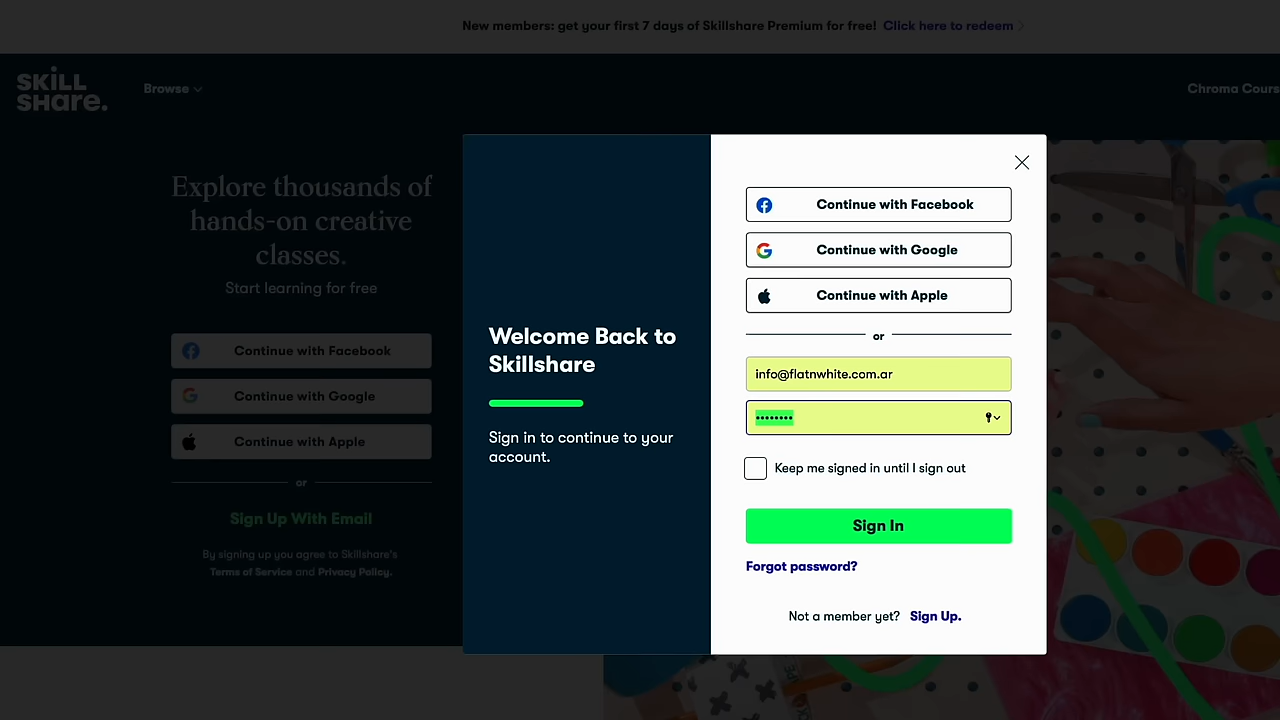 New members: get your first 7 days of Skillshare Premium for free! Click here to redeem
SKILL
SHare.
Browse
Chroma Cours
Explore thousands of
hands-on creative
classes.
Start learning for free
Continue with Facebook
Continue with Google
Continue with Apple
or
Sign Up With Email
By signing up you agree to Skillshare's
Terms of Service and Privacy Policy.
Welcome Back to
Skillshare
Sign in to continue to your
account.
Continue with Facebook
Continue with Google
Continue with Apple
or
info@flatnwhite.com.ar
••••••••
Keep me signed in until I sign out
Sign In
Forgot password?
Not a member yet? Sign Up.